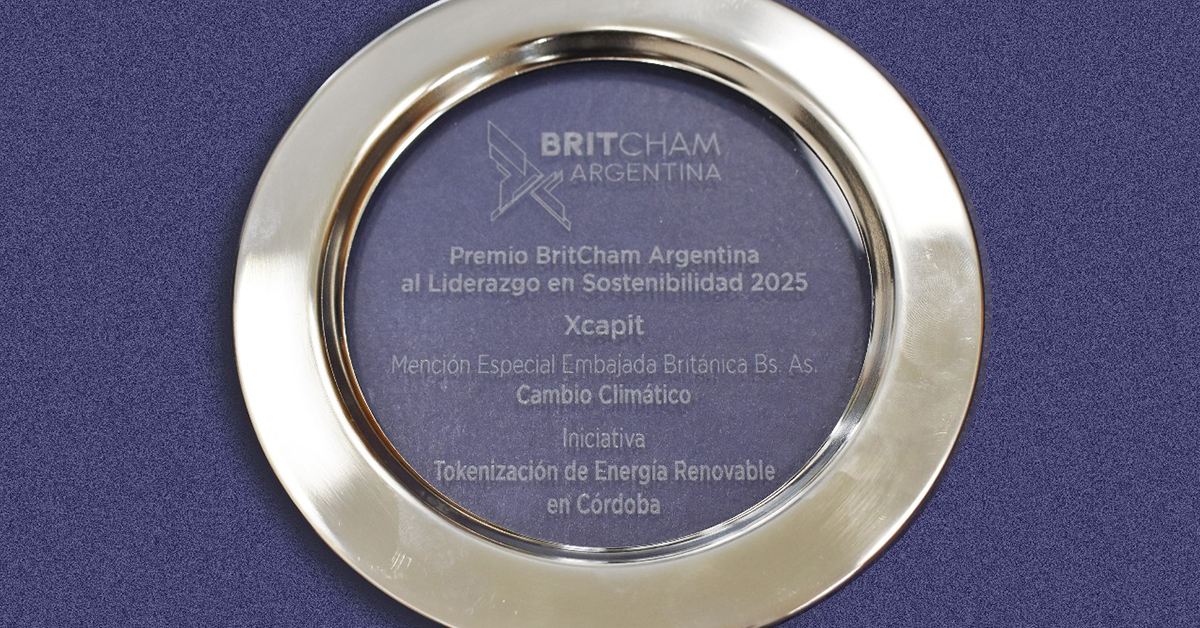 BRITCHAM
ARGENTINA
Premio BritCham Argentina
al Liderazgo en Sostenibilidad 2025
Xcapit
Mención Especial Embajada Británica Bs. As.
Cambio Climático
Iniciativa
Tokenización de Energía Renovable
en Córdoba